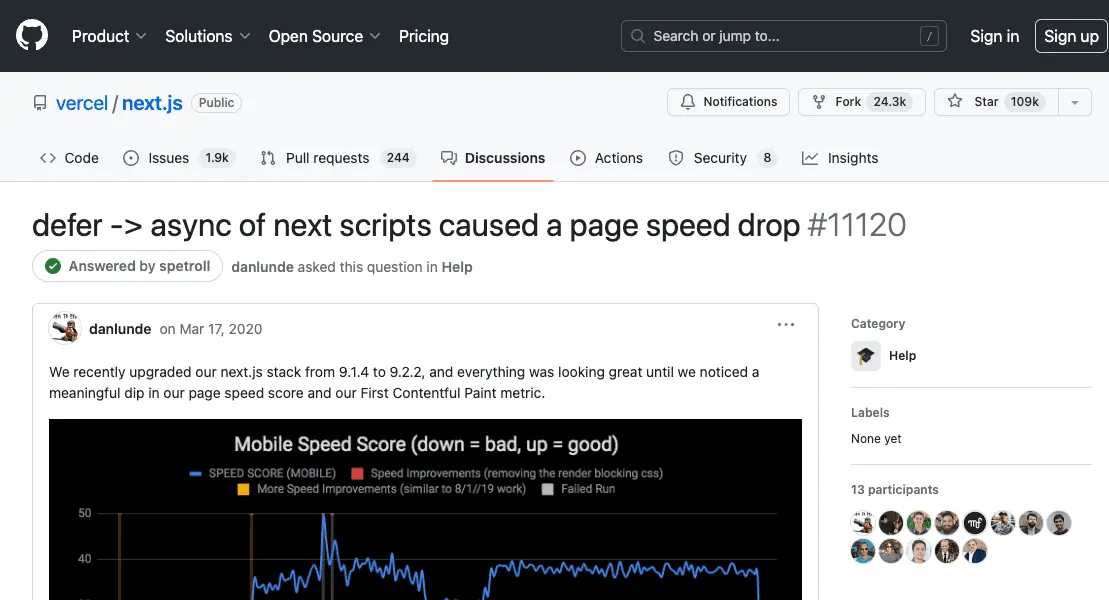 Product Solutions Open Source Pricing Search or jump to... / Sign in Sign up
vercel / next.js Public Notifications Fork 24.3k Star 109k
Code Issues 1.9k Pull requests 244 Discussions Actions Security 8 Insights
defer -> async of next scripts caused a page speed drop #11120
Answered by spetroll danlunde asked this question in Help
danlunde on Mar 17, 2020
We recently upgraded our next.js stack from 9.1.4 to 9.2.2, and everything was looking great until we noticed a
meaningful dip in our page speed score and our First Contentful Paint metric.
Mobile Speed Score (down = bad, up = good)
SPEED SCORE (MOBILE) Speed Improvements (removing the render blocking css)
More Speed Improvements (similar to 8/1//19 work) Failed Run
50
40
Category
Help
Labels
None yet
13 participants
mf